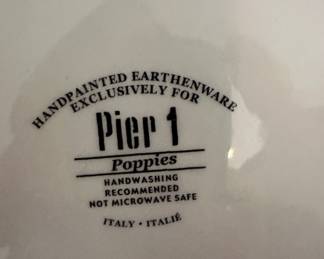 HANDPAINTED EARTHENWARE
EXCLUSIVELY FOR
Pier 1
Poppies
HANDWASHING
RECOMMENDED
NOT MICROWAVE SAFE
ITALY · ITALIÉ